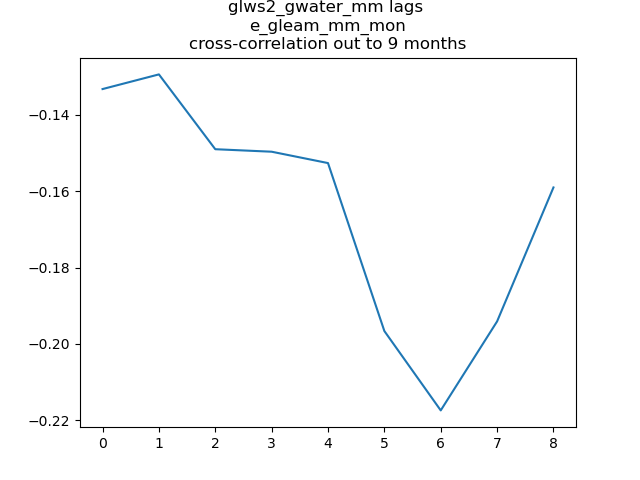 glws2_gwater_mm lags
e_gleam_mm_mon
cross-correlation out to 9 months
−0.14
−0.16
−0.18
−0.20
−0.22
0 1 2 3 4 5 6 7 8